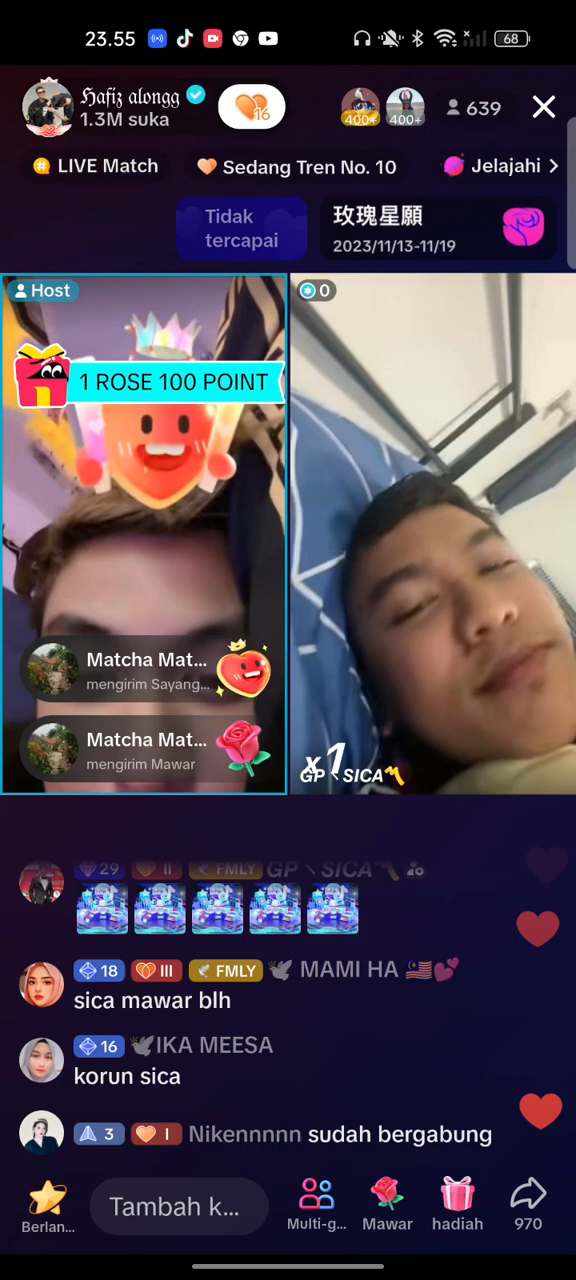 23.55
68
Hafiz alongg
1.3M suka
16
400+
400+
639
LIVE Match
Sedang Tren No. 10
Jelajahi
Tidak
tercapai
玫瑰星願
2023/11/13-11/19
Host
0
1 ROSE 100 POINT
Matcha Mat...
mengirim Sayang...
Matcha Mat...
mengirim Mawar
x1
GP \ SICA
29 II FMLY GP \ SICA
18 III FMLY MAMI HA
sica mawar blh
16 IKA MEESA
korun sica
3 I Nikennnnn sudah bergabung
Tambah k...
Berlan...
Multi-g...
Mawar
hadiah
970